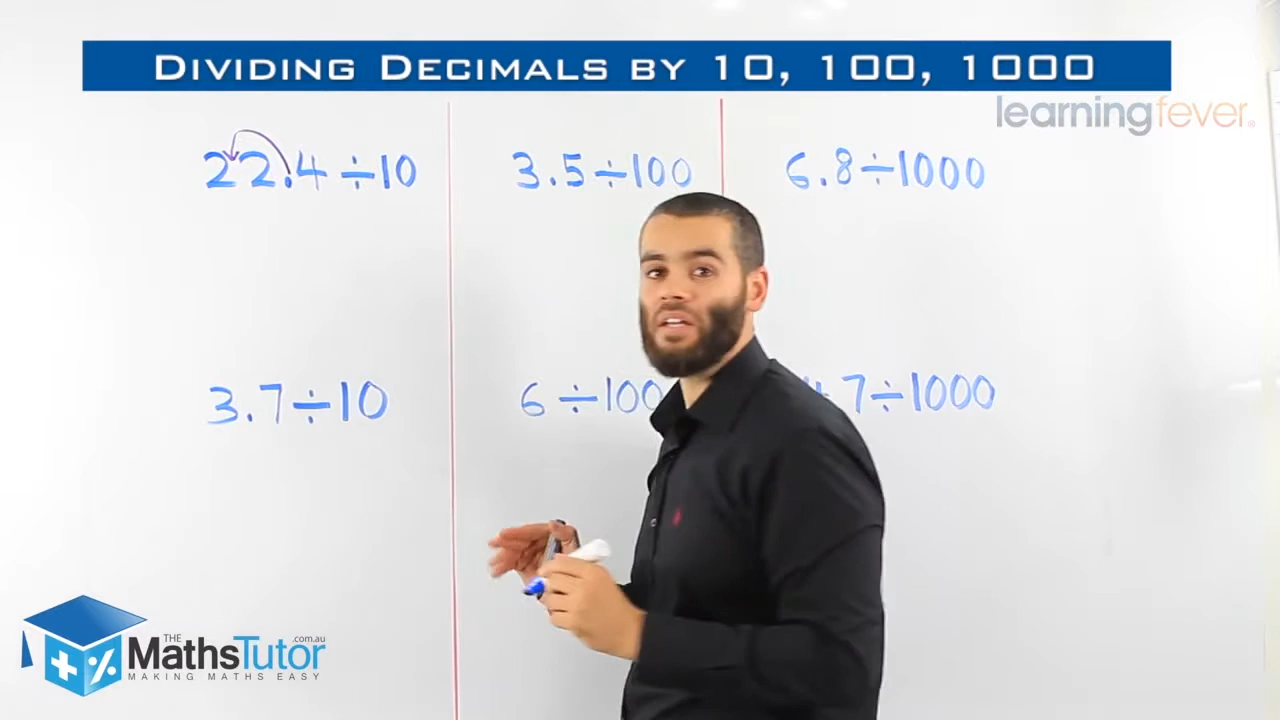 DIVIDING DECIMALS BY 10, 100, 1000
learningfever.
22.4 ÷ 10
3.5 ÷ 100
6.8 ÷ 1000
3.7 ÷ 10
6 ÷ 100
7 ÷ 1000
THE
MathsTutor
.com.au
MAKING MATHS EASY